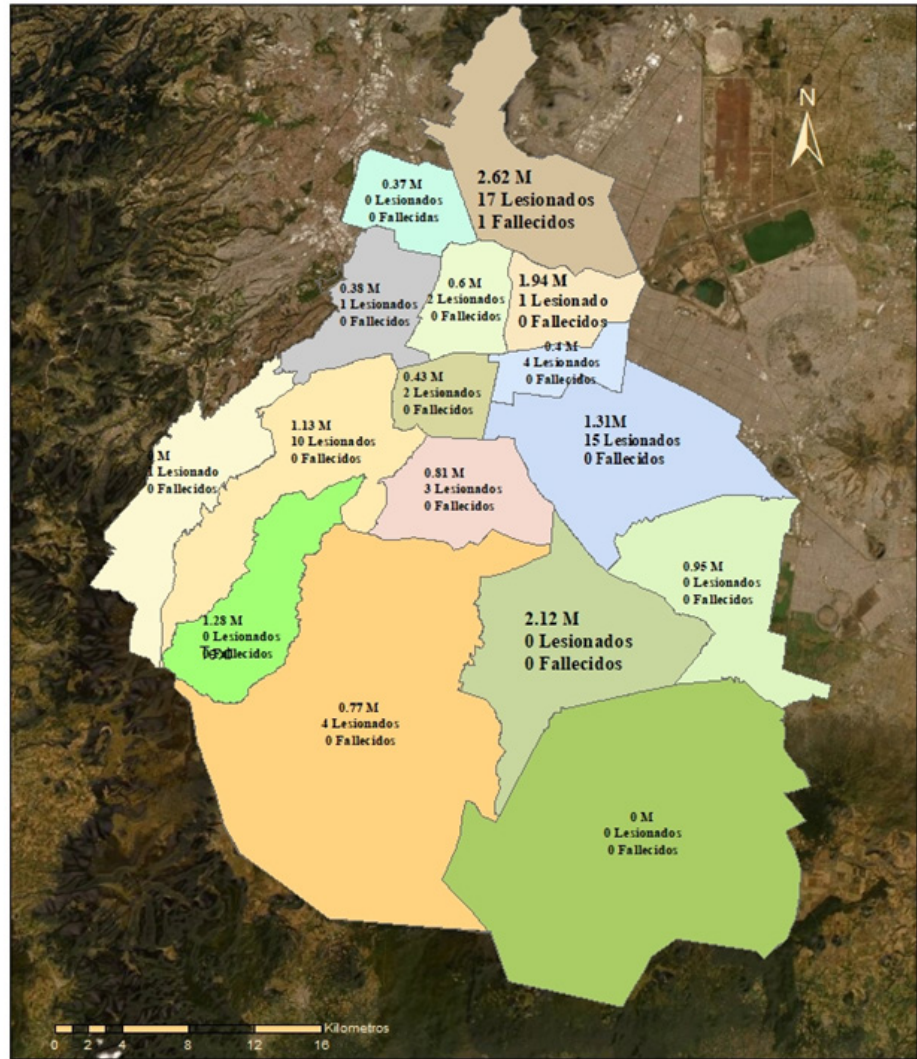 N
2.62 M
17 Lesionados
1 Fallecidos
0.37 M
0 Lesionados
0 Fallecidas
0.38 M
1 Lesionados
0 Fallecidos
0.6 M
2 Lesionados
0 Fallecidos
1.94 M
1 Lesionado
0 Fallecidos
0.4 M
4 Lesionados
0 Fallecidos
0.43 M
2 Lesionados
0 Fallecidos
1.31M
15 Lesionados
0 Fallecidos
1.13 M
10 Lesionados
0 Fallecidos
M
1 Lesionado
0 Fallecidos
0.81 M
3 Lesionados
0 Fallecidos
0.95 M
0 Lesionados
0 Fallecidos
1.28 M
0 Lesionados
0 Fallecidos
2.12 M
0 Lesionados
0 Fallecidos
0.77 M
4 Lesionados
0 Fallecidos
0 M
0 Lesionados
0 Fallecidos
Kilometros
0 2 4 8 12 16